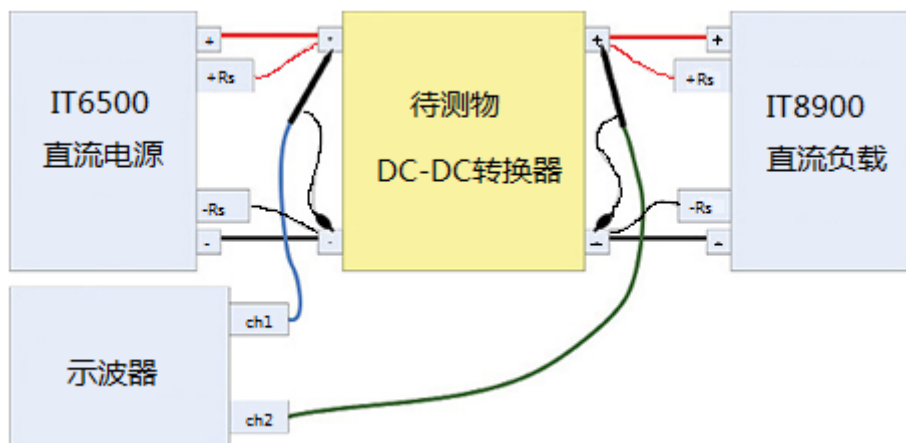 +
+Rs
IT6500
直流电源
-Rs
-
-
-
待测物
DC-DC转换器
+
+
+Rs
IT8900
直流负载
-Rs
示波器
ch1
ch2